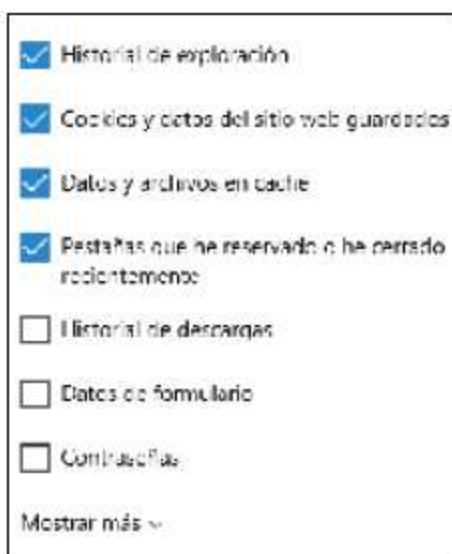 Historial de exploración
Cookies y datos del sitio web guardados
Datos y archivos en caché
Pestañas que he reservado o he cerrado
recientemente
Historial de descargas
Datos de formulario
Contraseñas
Mostrar más